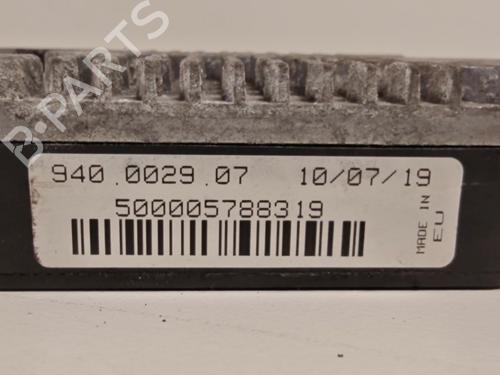 B-PARTS
940.0029.07 10/07/19
500005788319
MADE IN
EU